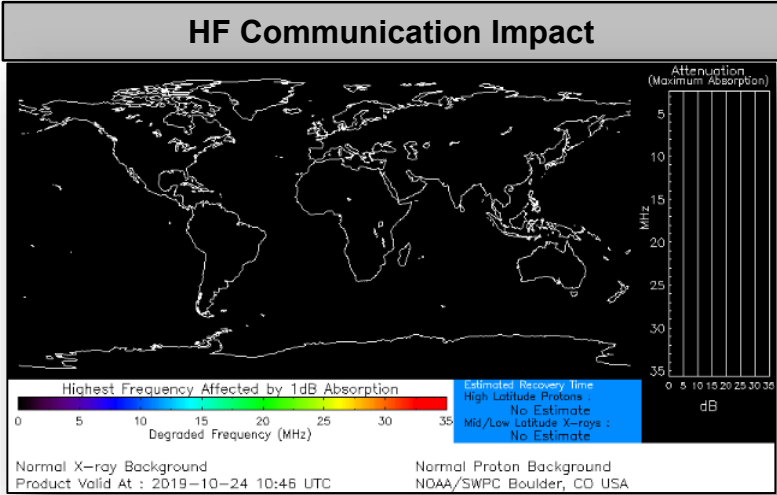 HF Communication Impact
Attenuation
(Maximum Absorption)
5
10
15
20
25
30
35
MHz
0 5 10 15 20 25 30 35
dB
Highest Frequency Affected by 1dB Absorption
0 5 10 15 20 25 30 35
Degraded Frequency (MHz)
Estimated Recovery Time
High Latitude Protons :
No Estimate
Mid/Low Latitude X-rays :
No Estimate
Normal X-ray Background
Product Valid At : 2019-10-24 10:46 UTC
Normal Proton Background
NOAA/SWPC Boulder, CO USA